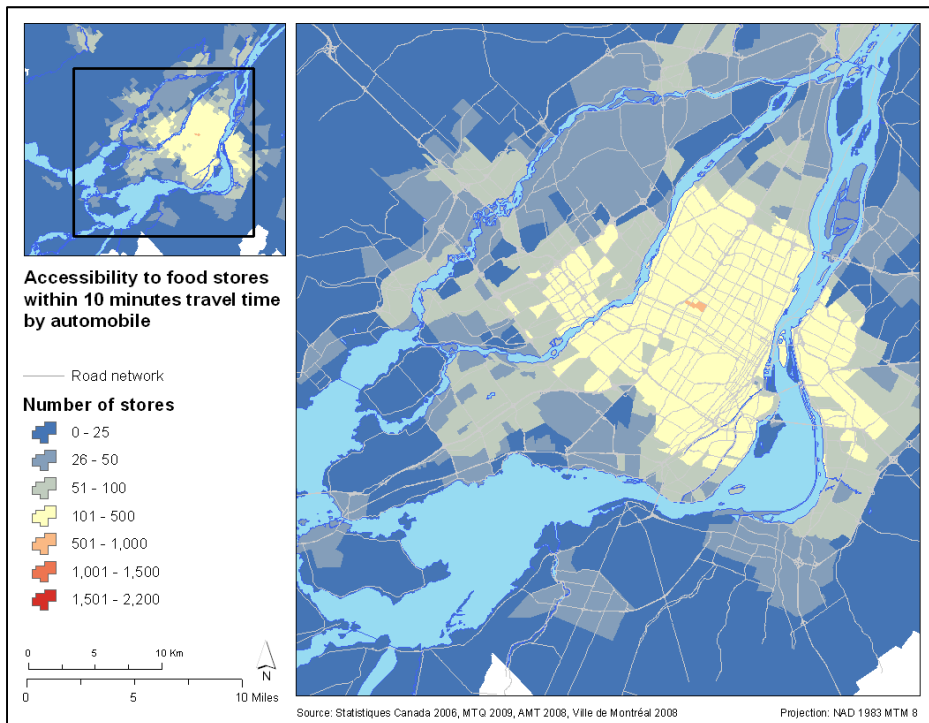 Accessibility to food stores
within 10 minutes travel time
by automobile
Road network
Number of stores
0 - 25
26 - 50
51 - 100
101 - 500
501 - 1,000
1,001 - 1,500
1,501 - 2,200
0 5 10 Km
N
0 5 10 Miles
Source: Statistiques Canada 2006, MTQ 2009, AMT 2008, Ville de Montréal 2008
Projection: NAD 1983 MTM 8